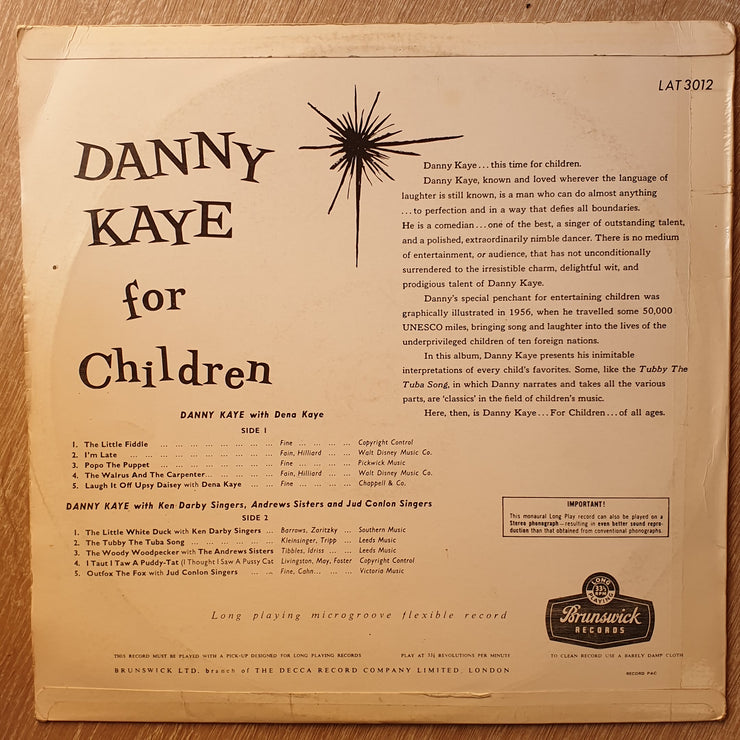 LAT 3012
DANNY
KAYE
for
Children
Danny Kaye . . . this time for children.
Danny Kaye, known and loved wherever the language of
laughter is still known, is a man who can do almost anything
. . . to perfection and in a way that defies all boundaries.
He is a comedian . . . one of the best, a singer of outstanding talent,
and a polished, extraordinarily nimble dancer. There is no medium
of entertainment, or audience, that has not unconditionally
surrendered to the irresistible charm, delightful wit, and
prodigious talent of Danny Kaye.
Danny's special penchant for entertaining children was
graphically illustrated in 1956, when he travelled some 50,000
UNESCO miles, bringing song and laughter into the lives of the
underprivileged children of ten foreign nations.
In this album, Danny Kaye presents his inimitable
interpretations of every child's favorites. Some, like the Tubby The
Tuba Song, in which Danny narrates and takes all the various
parts, are 'classics' in the field of children's music.
Here, then, is Danny Kaye . . . For Children . . . of all ages.
DANNY KAYE with Dena Kaye
SIDE 1
1. The Little Fiddle ... ... ... ... ... ... ... ... Fine ... ... ... Copyright Control
2. I'm Late ... ... ... ... ... ... ... ... ... Fain, Hilliard ... ... Walt Disney Music Co.
3. Popo The Puppet ... ... ... ... ... ... ... Fine ... ... ... Pickwick Music
4. The Walrus And The Carpenter... ... ... ... ... Fain, Hilliard ... ... Walt Disney Music Co.
5. Laugh It Off Upsy Daisey with Dena Kaye ... ... Fine ... ... ... Chappell & Co.
DANNY KAYE with Ken Darby Singers, Andrews Sisters and Jud Conlon Singers
SIDE 2
1. The Little White Duck with Ken Darby Singers ... Barrows, Zaritzky ... Southern Music
2. The Tubby The Tuba Song ... ... ... ... ... Kleinsinger, Tripp ... Leeds Music
3. The Woody Woodpecker with The Andrews Sisters Tibbles, Idriss ... ... Leeds Music
4. I Taut I Taw A Puddy-Tat (I Thought I Saw A Pussy Cat Livingston, May, Foster Copyright Control
5. Outfox The Fox with Jud Conlon Singers ... ... Fine, Cahn... ... ... Victoria Music
IMPORTANT!
This monaural Long Play record can also be played on a
Stereo phonograph—resulting in even better sound repro-
duction than that obtained from conventional phonographs.
Long playing microgroove flexible record
LONG
33⅓
RPM
PLAYING
Brunswick
RECORDS
THIS RECORD MUST BE PLAYED WITH A PICK-UP DESIGNED FOR LONG PLAYING RECORDS PLAY AT 33⅓ REVOLUTIONS PER MINUTE TO CLEAN RECORD USE A BARELY DAMP CLOTH
BRUNSWICK LTD. branch of THE DECCA RECORD COMPANY LIMITED, LONDON